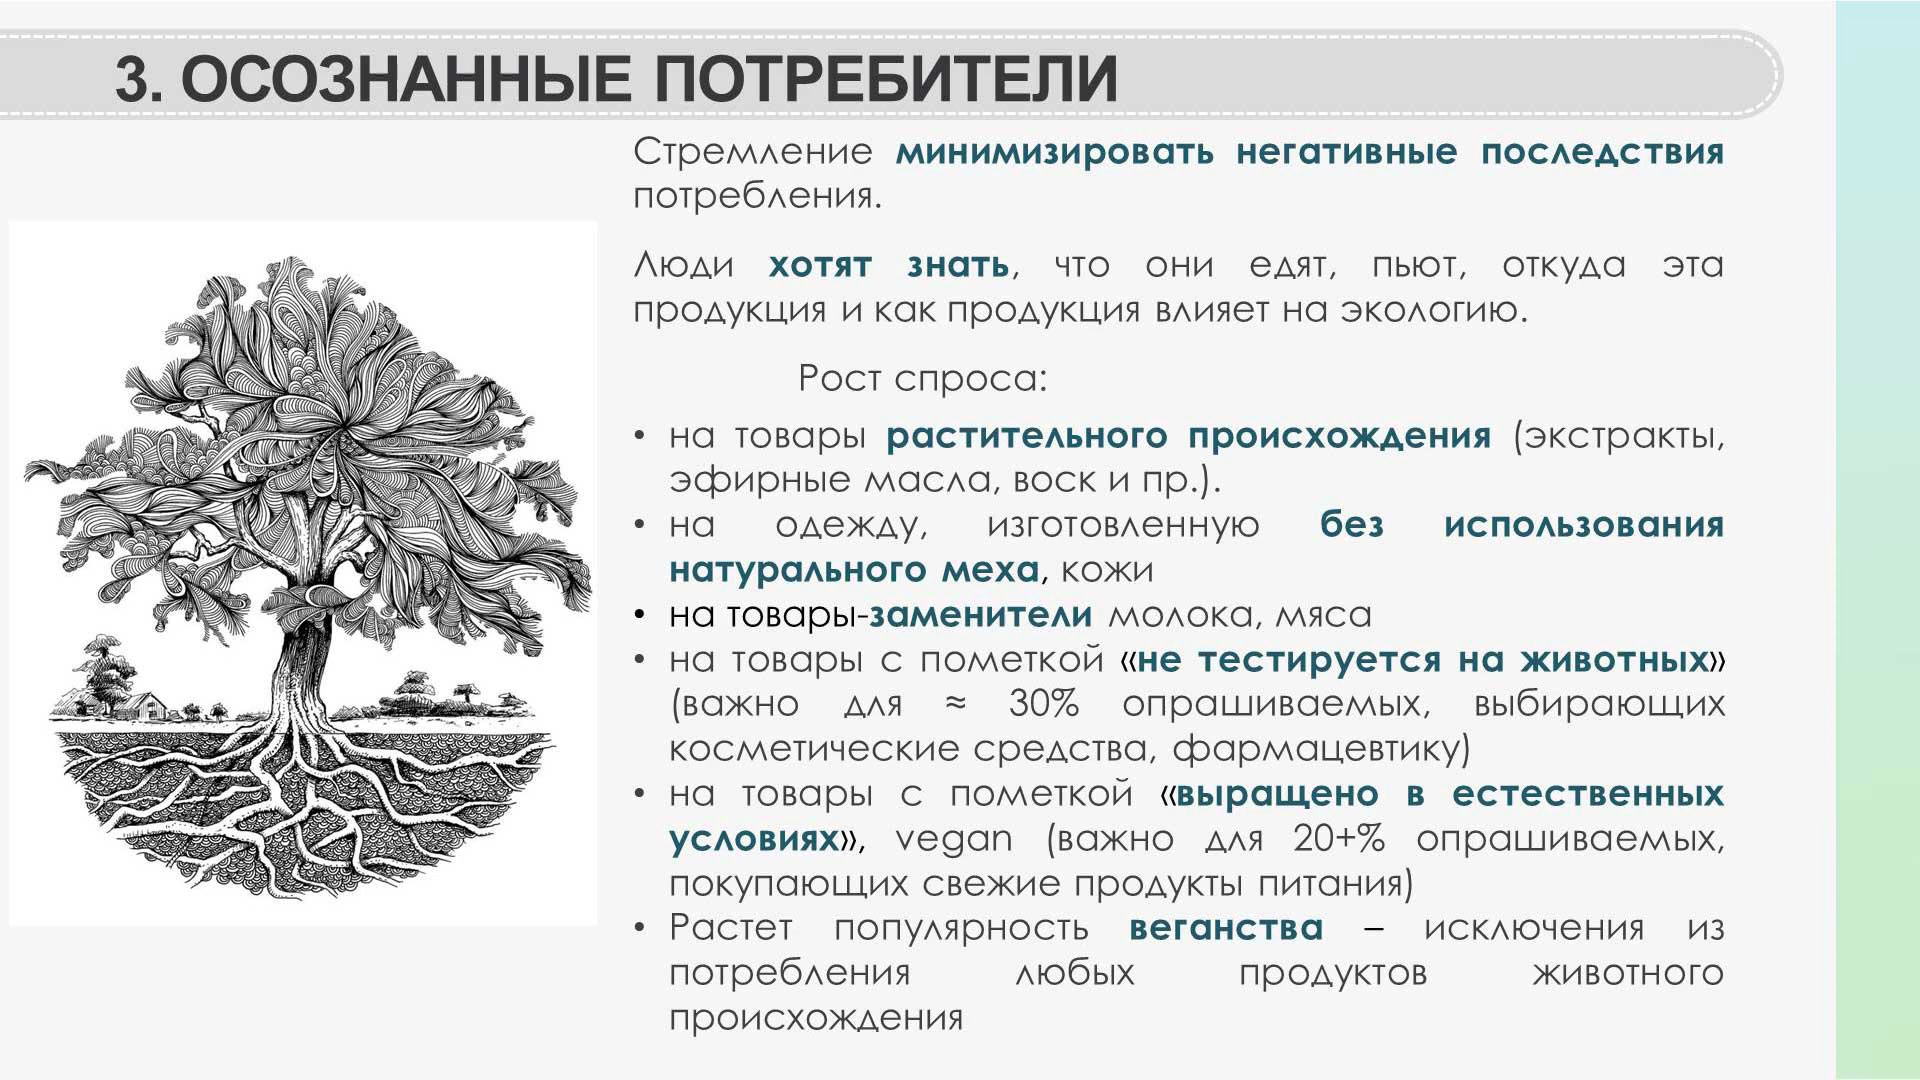 3. ОСОЗНАННЫЕ ПОТРЕБИТЕЛИ
Стремление минимизировать негативные последствия
потребления.
Люди хотят знать, что они едят, пьют, откуда эта
продукция и как продукция влияет на экологию.
Рост спроса:
• на товары растительного происхождения (экстракты,
эфирные масла, воск и пр.).
• на одежду, изготовленную без использования
натурального меха, кожи
• на товары-заменители молока, мяса
• на товары с пометкой «не тестируется на животных»
(важно для ≈ 30% опрашиваемых, выбирающих
косметические средства, фармацевтику)
• на товары с пометкой «выращено в естественных
условиях», vegan (важно для 20+% опрашиваемых,
покупающих свежие продукты питания)
• Растет популярность веганства – исключения из
потребления любых продуктов животного
происхождения